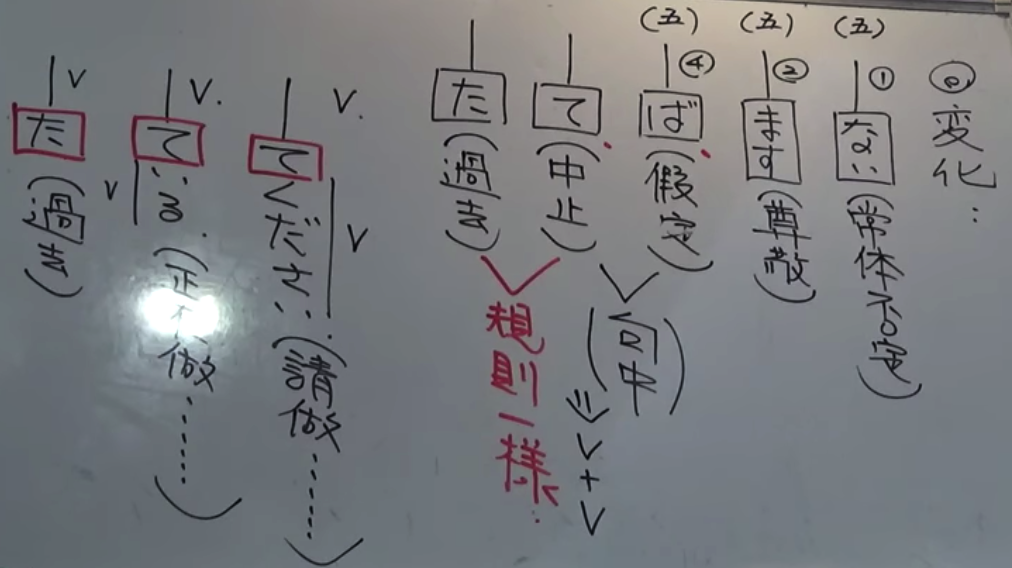 ◎変化:
(五) ① ない (常体否定)
(五) ② ます (尊敬)
(五) ④ ば (假定)
て (中止)
た (過去)
(句中)
V+V
規則一様
V. てください. V (請做……)
V. ている. V (正 做……)
V た (過去)